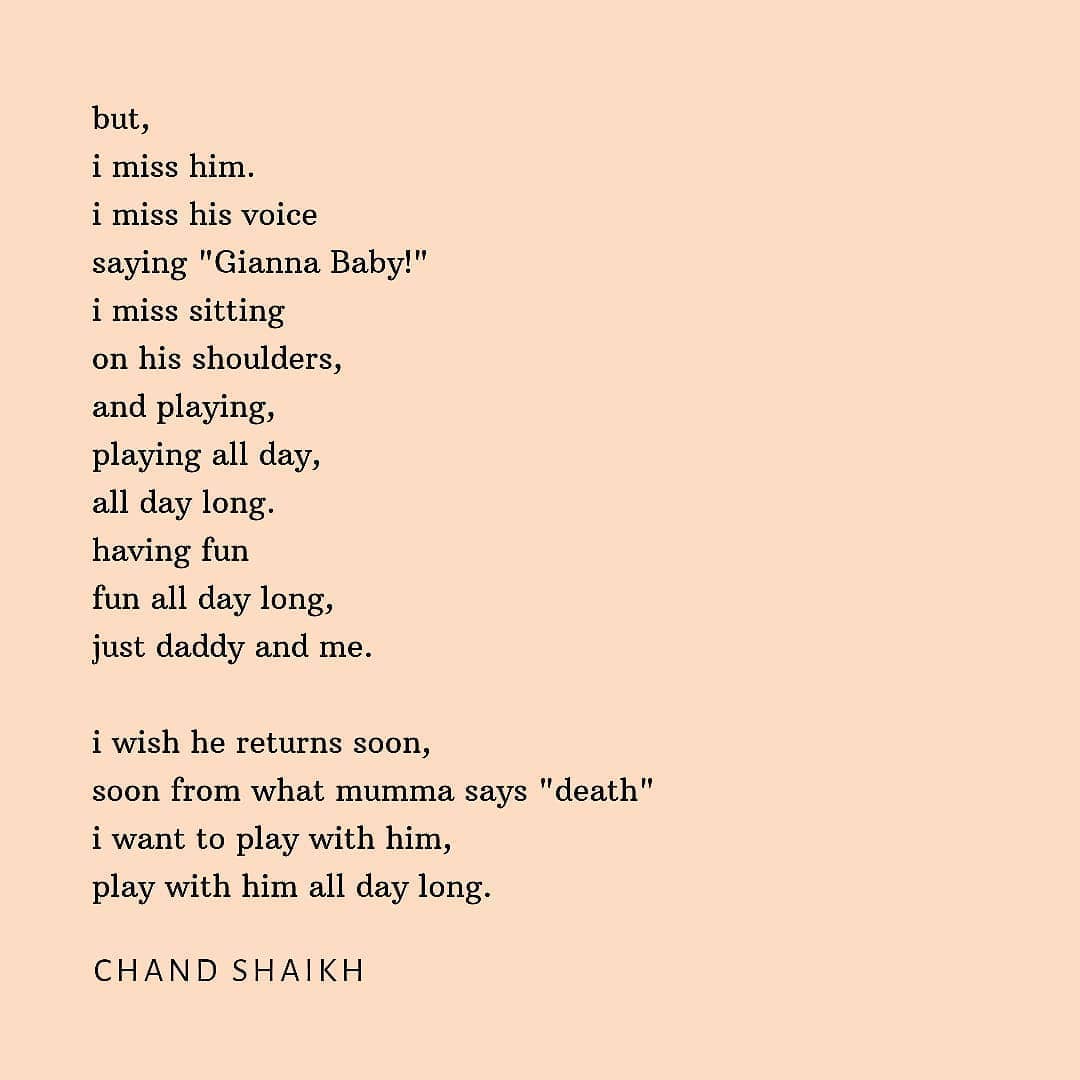 but,
i miss him.
i miss his voice
saying "Gianna Baby!"
i miss sitting
on his shoulders,
and playing,
playing all day,
all day long.
having fun
fun all day long,
just daddy and me.
i wish he returns soon,
soon from what mumma says "death"
i want to play with him,
play with him all day long.
CHAND SHAIKH